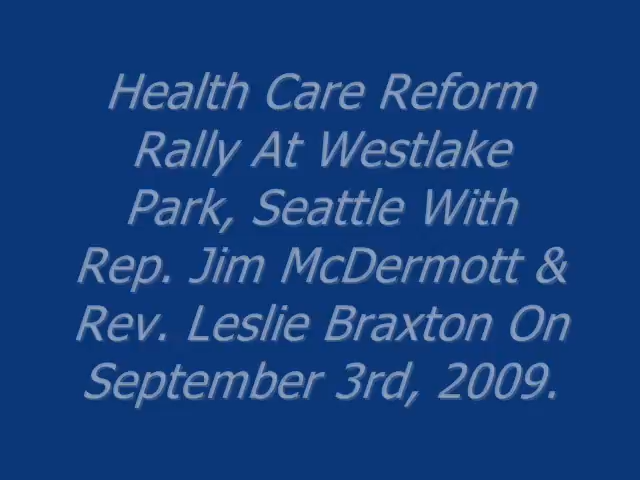 Health Care Reform
Rally At Westlake
Park, Seattle With
Rep. Jim McDermott &
Rev. Leslie Braxton On
September 3rd, 2009.